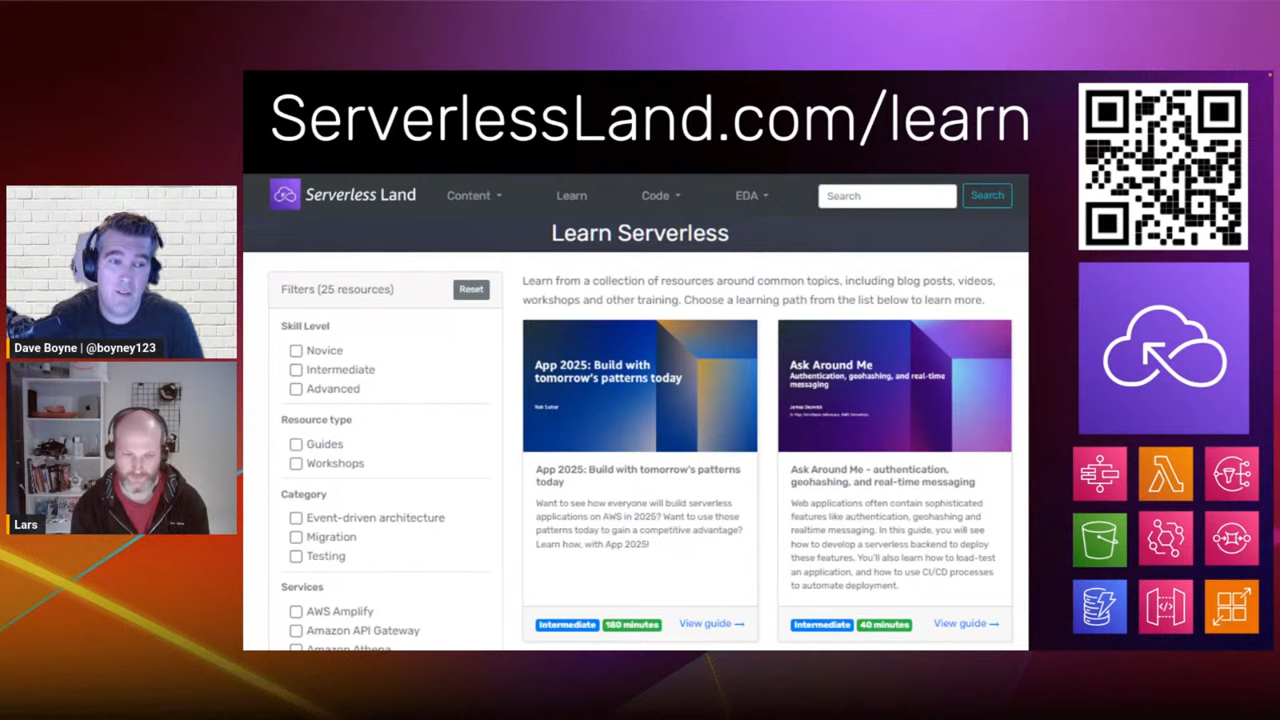 ServerlessLand.com/learn
Serverless Land
Content
Learn
Code
EDA
Search
Search
Learn Serverless
Filters (25 resources)
Reset
Skill Level
Novice
Intermediate
Advanced
Resource type
Guides
Workshops
Category
Event-driven architecture
Migration
Testing
Services
AWS Amplify
Amazon API Gateway
Amazon Athena
Learn from a collection of resources around common topics, including blog posts, videos,
workshops and other training. Choose a learning path from the list below to learn more.
App 2025: Build with
tomorrow's patterns today
Rob Sutter
App 2025: Build with tomorrow's patterns
today
Want to see how everyone will build serverless
applications on AWS in 2025? Want to use those
patterns today to gain a competitive advantage?
Learn how, with App 2025!
Intermediate
180 minutes
View guide →
Ask Around Me
Authentication, geohashing, and real-time
messaging
James Beswick
Ask Around Me - authentication,
geohashing, and real-time messaging
Web applications often contain sophisticated
features like authentication, geohashing and
realtime messaging. In this guide, you will see
how to develop a serverless backend to deploy
these features. You'll also learn how to load-test
an application, and how to use CI/CD processes
to automate deployment.
Intermediate
40 minutes
View guide →
Dave Boyne | @boyney123
Lars